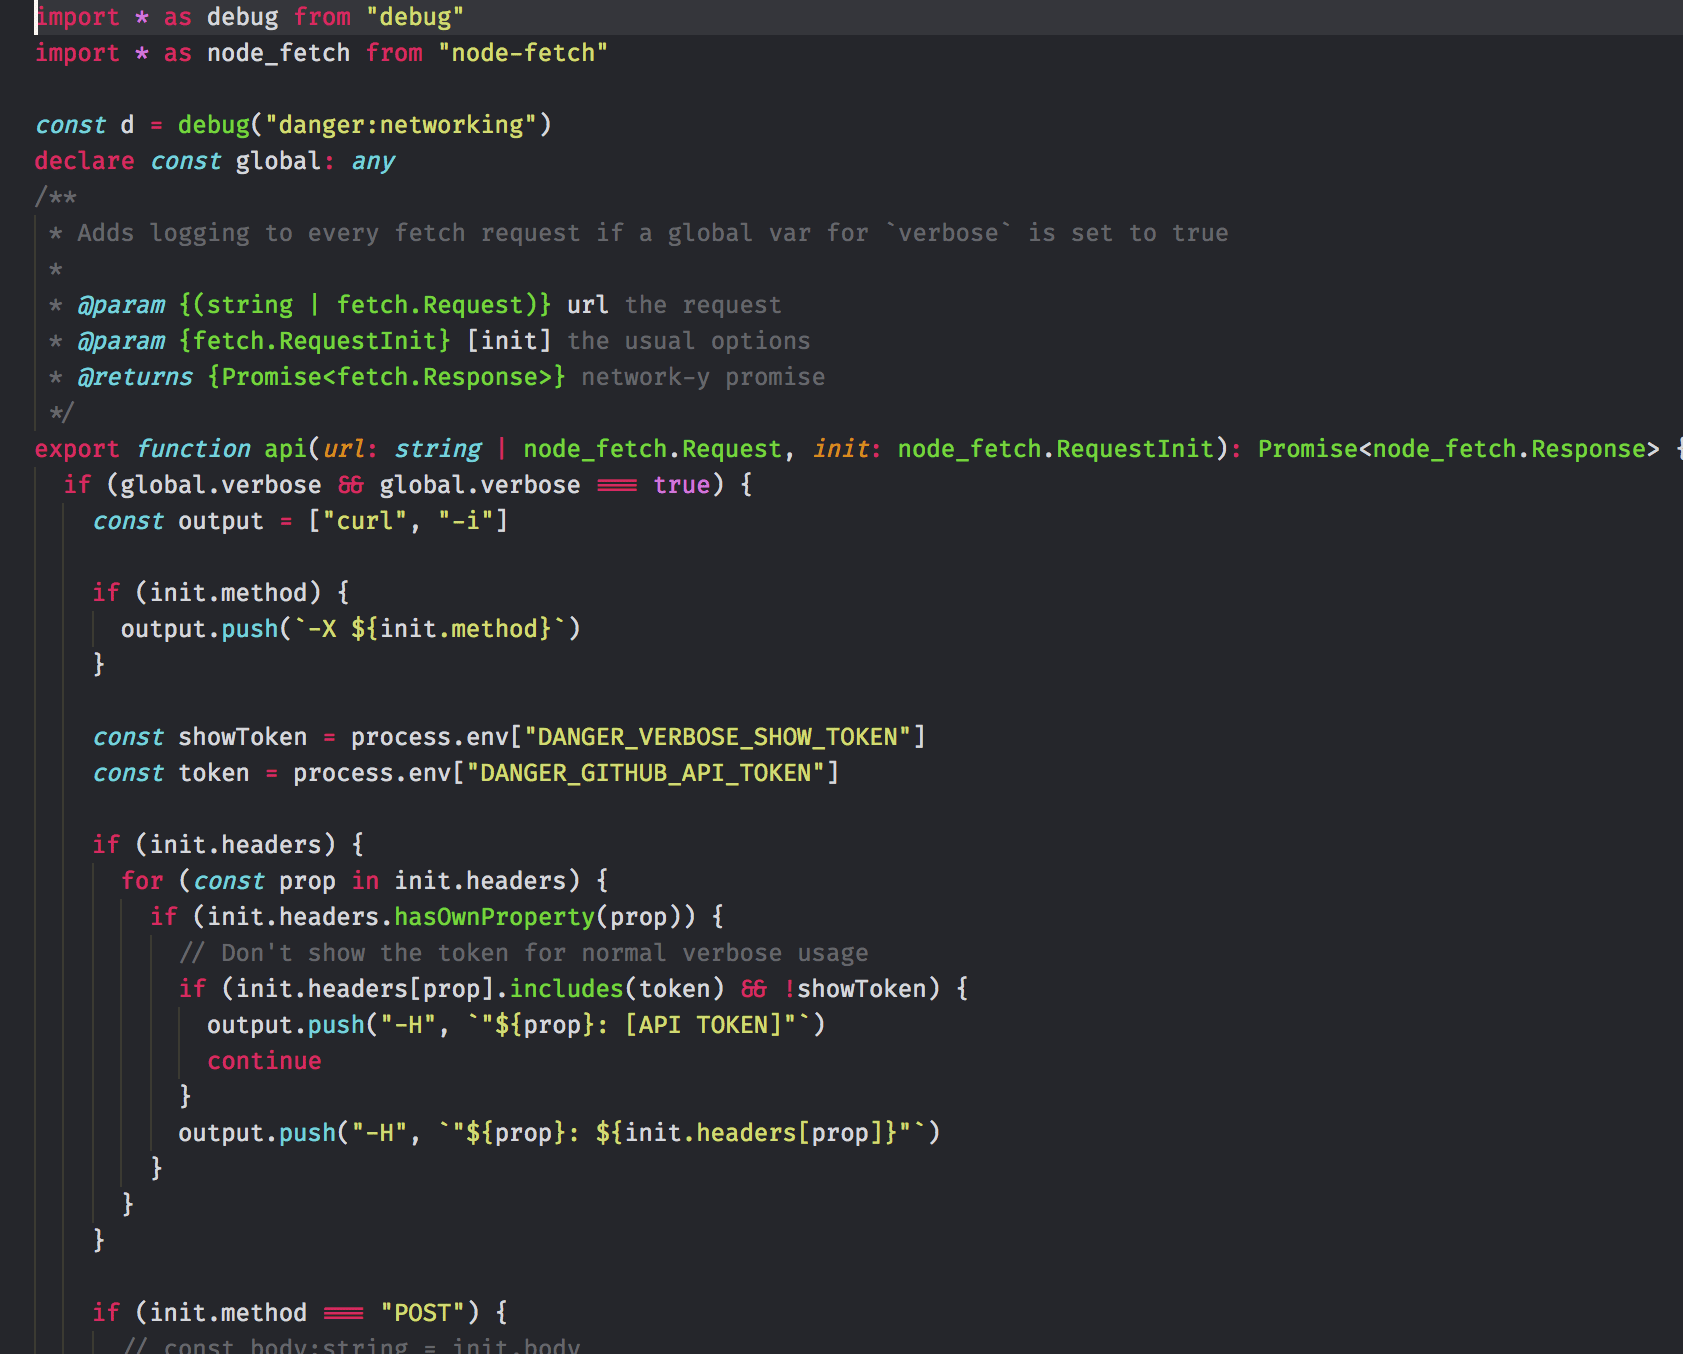 import * as debug from "debug"
import * as node_fetch from "node-fetch"
const d = debug("danger:networking")
declare const global: any
/**
* Adds logging to every fetch request if a global var for `verbose` is set to true
*
* @param {(string | fetch.Request)} url the request
* @param {fetch.RequestInit} [init] the usual options
* @returns {Promise<fetch.Response>} network-y promise
*/
export function api(url: string | node_fetch.Request, init: node_fetch.RequestInit): Promise<node_fetch.Response> {
if (global.verbose && global.verbose === true) {
const output = ["curl", "-i"]
if (init.method) {
output.push(`-X ${init.method}`)
}
const showToken = process.env["DANGER_VERBOSE_SHOW_TOKEN"]
const token = process.env["DANGER_GITHUB_API_TOKEN"]
if (init.headers) {
for (const prop in init.headers) {
if (init.headers.hasOwnProperty(prop)) {
// Don't show the token for normal verbose usage
if (init.headers[prop].includes(token) && !showToken) {
output.push("-H", `"${prop}: [API TOKEN]"`)
continue
}
output.push("-H", `"${prop}: ${init.headers[prop]}"`)
}
}
}
if (init.method === "POST") {
// const body:string = init.body